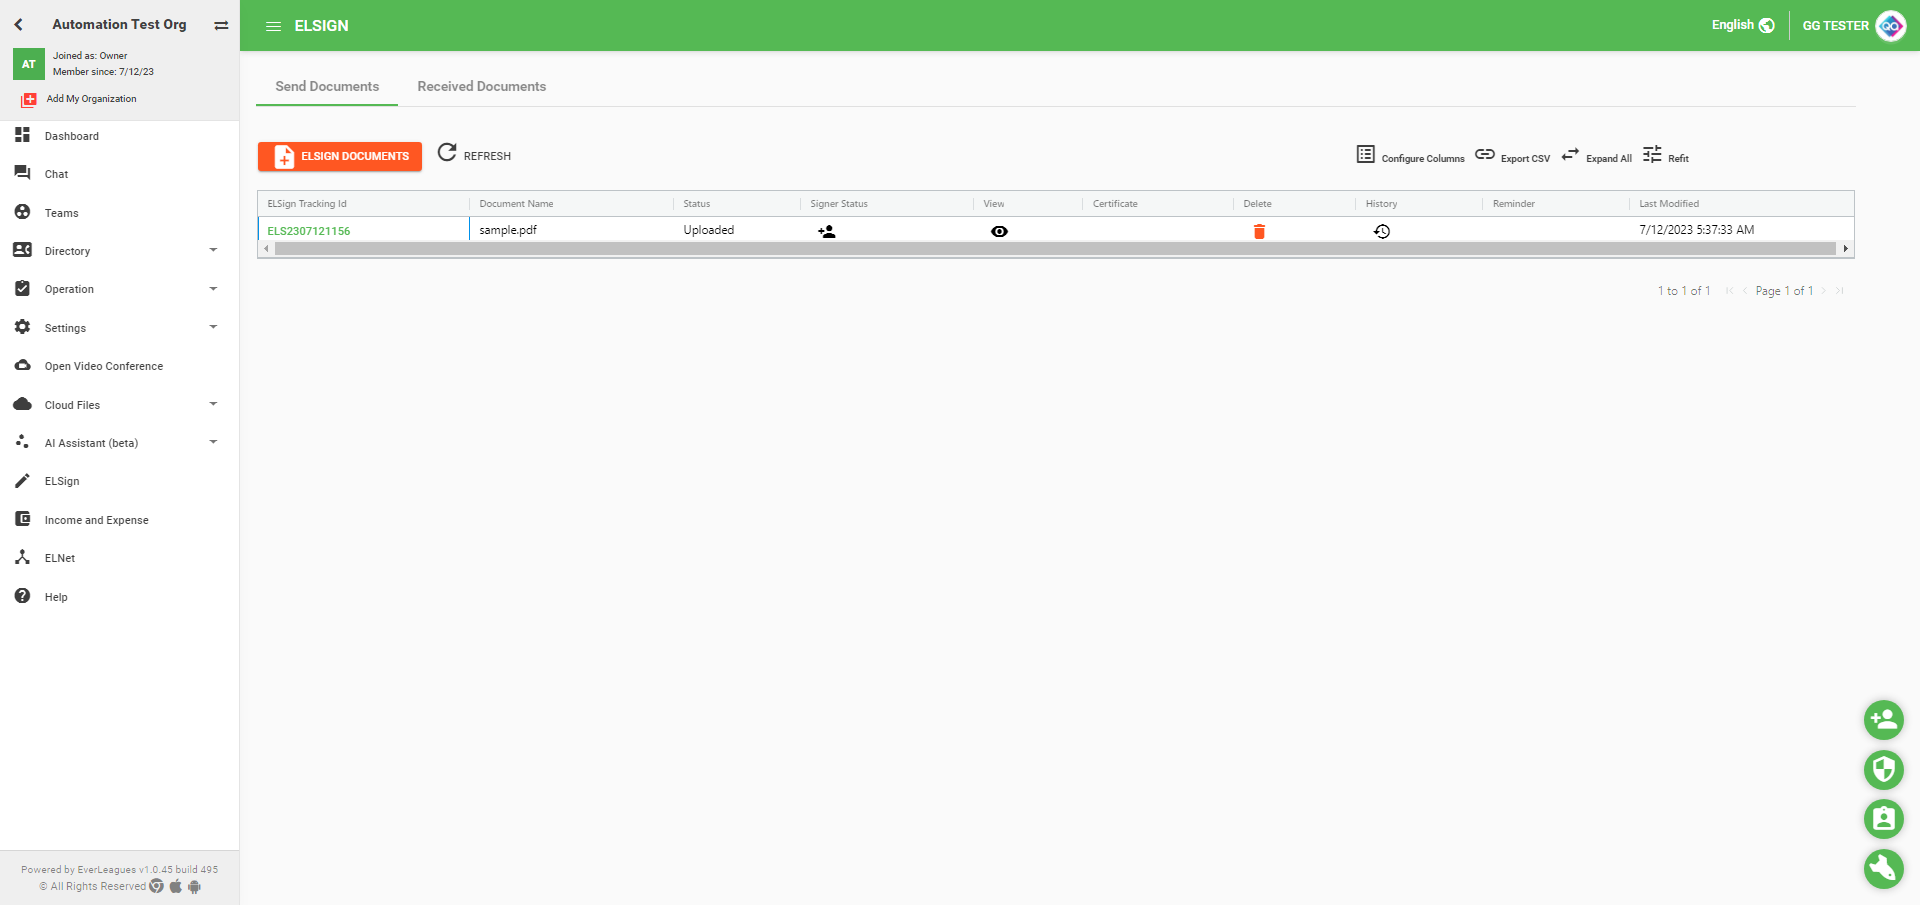 Automation Test Org
AT
Joined as: Owner
Member since: 7/12/23
Add My Organization
Dashboard
Chat
Teams
Directory
Operation
Settings
Open Video Conference
Cloud Files
AI Assistant (beta)
ELSign
Income and Expense
ELNet
Help
Powered by EverLeagues v1.0.45 build 495
© All Rights Reserved
ELSIGN
English
GG TESTER
QA
Send Documents Received Documents
ELSIGN DOCUMENTS REFRESH
Configure Columns Export CSV Expand All Refit
ELSign Tracking Id Document Name Status Signer Status View Certificate Delete History Reminder Last Modified
ELS2307121156 sample.pdf Uploaded 7/12/2023 5:37:33 AM
1 to 1 of 1 Page 1 of 1